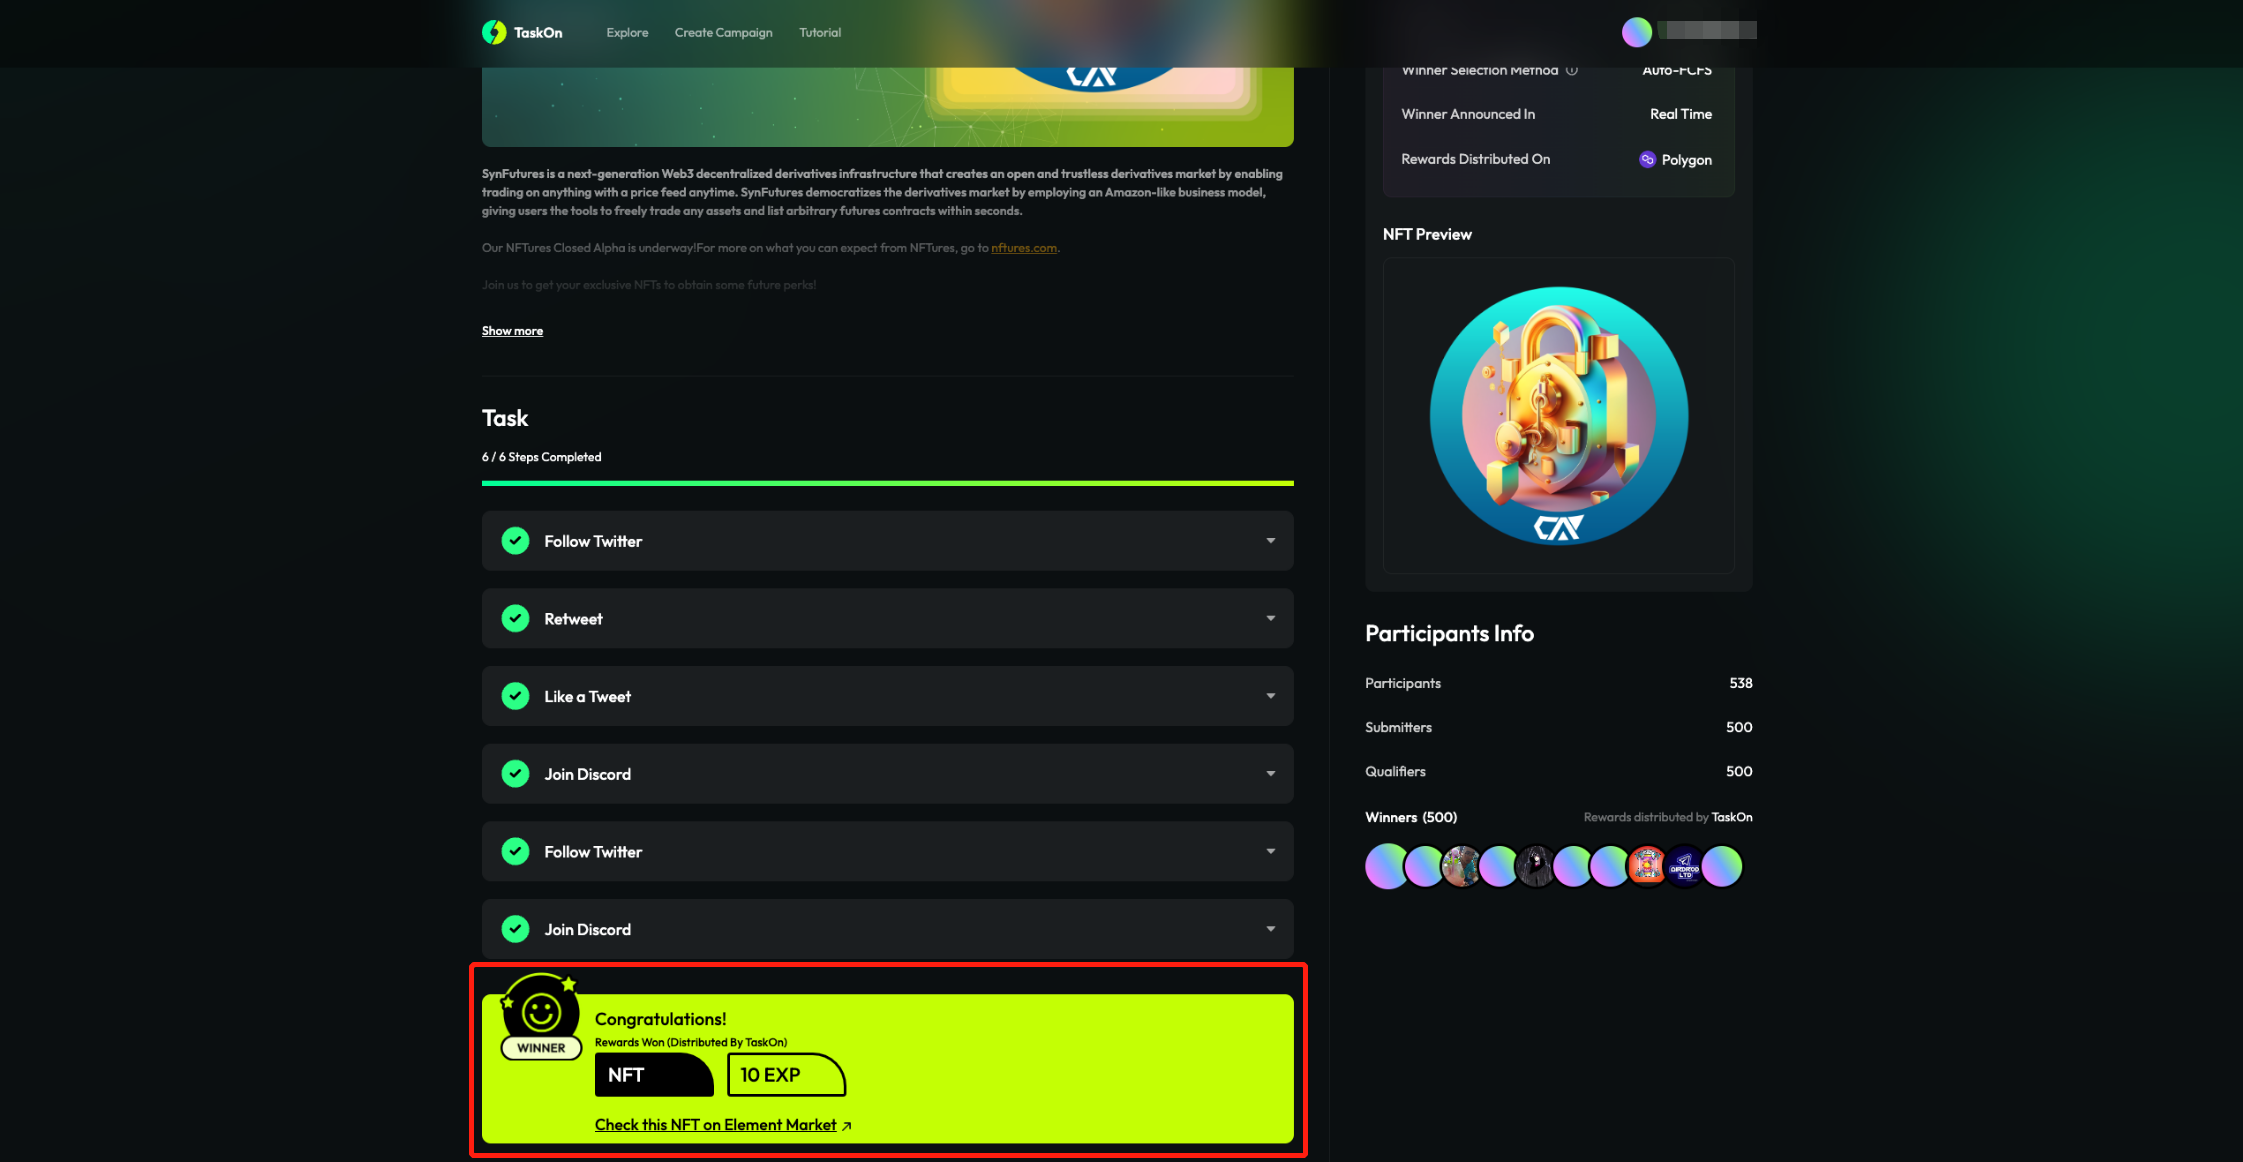 TaskOn
Explore
Create Campaign
Tutorial
SynFutures is a next-generation Web3 decentralized derivatives infrastructure that creates an open and trustless derivatives market by enabling
trading on anything with a price feed anytime. SynFutures democratizes the derivatives market by employing an Amazon-like business model,
giving users the tools to freely trade any assets and list arbitrary futures contracts within seconds.
Our NFTures Closed Alpha is underway!For more on what you can expect from NFTures, go to nftures.com.
Join us to get your exclusive NFTs to obtain some future perks!
Show more
Task
6 / 6 Steps Completed
Follow Twitter
Retweet
Like a Tweet
Join Discord
Follow Twitter
Join Discord
WINNER
Congratulations!
Rewards Won (Distributed By TaskOn)
NFT
10 EXP
Check this NFT on Element Market ↗
Winner Selection Method
Auto-FCFS
Winner Announced In
Real Time
Rewards Distributed On
Polygon
NFT Preview
Participants Info
Participants
538
Submitters
500
Qualifiers
500
Winners (500)
Rewards distributed by TaskOn
AIRDROP
LTD